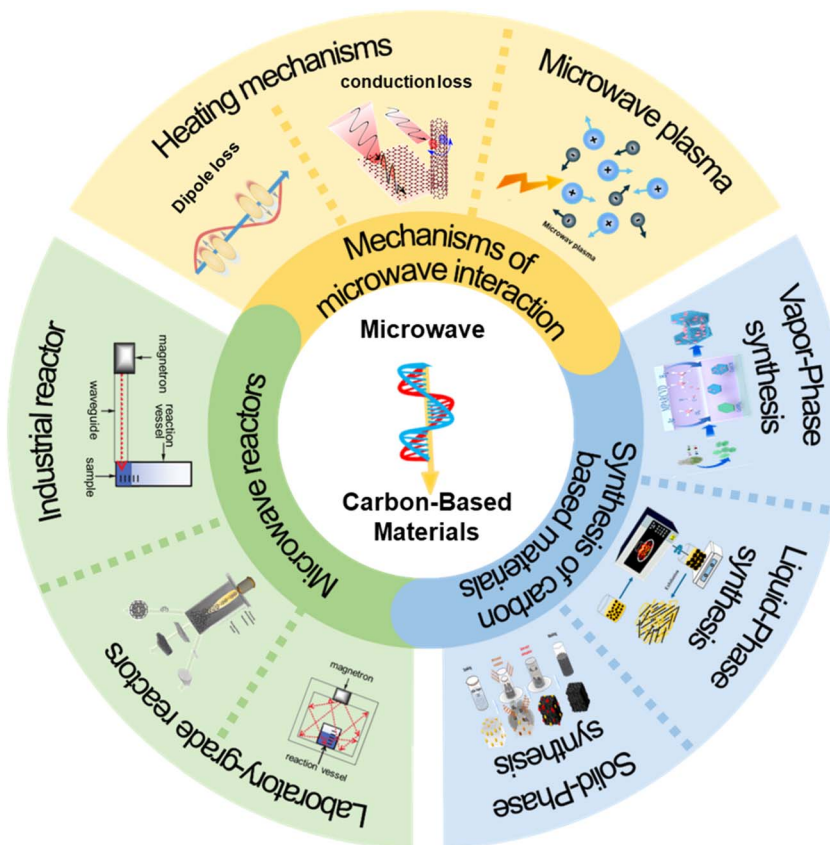 Heating mechanisms
conduction loss
Dipole loss
Microwave plasma
Microwav plasma
Mechanisms of
microwave interaction
Microwave
Carbon-Based
Materials
Vapor-Phase
synthesis
Liquid-Phase
synthesis
Solid-Phase
synthesis
Synthesis of carbon
based materials
Microwave reactors
Industrial reactor
magnetron
waveguide
reaction
vessel
sample
Laboratory-grade reactors
magnetron
reaction vessel